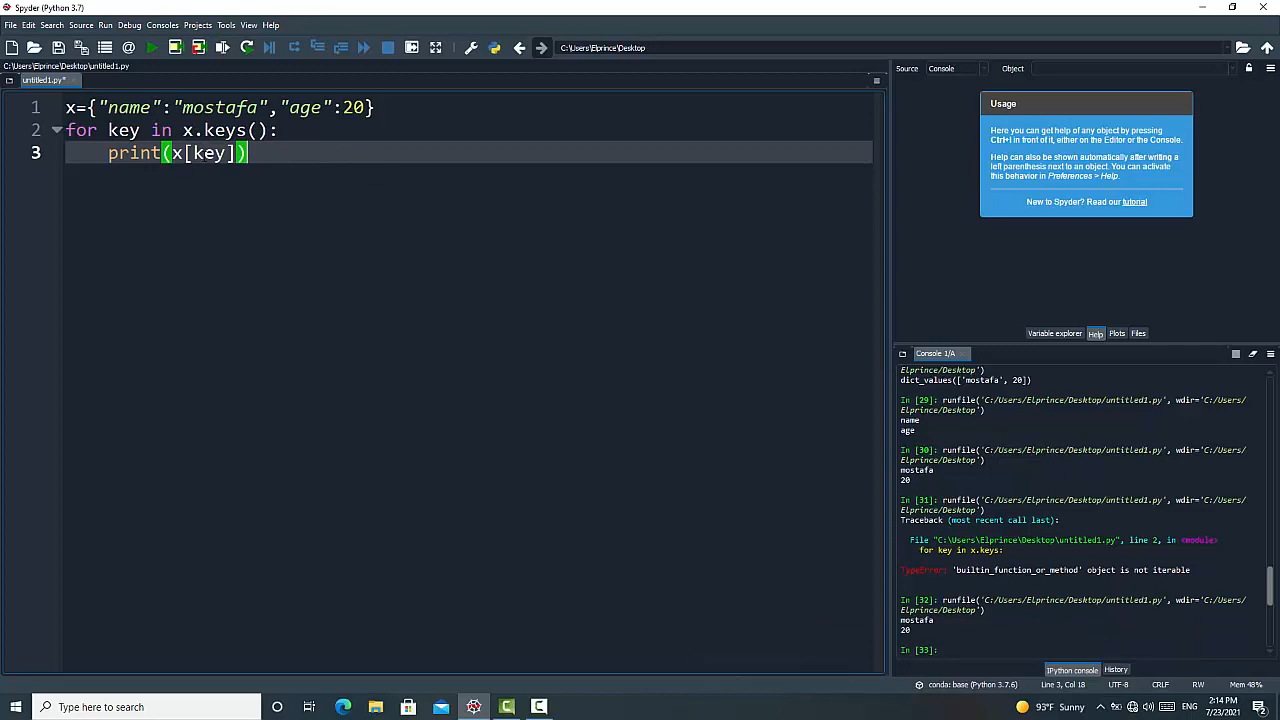 Spyder (Python 3.7)
File Edit Search Source Run Debug Consoles Projects Tools View Help
C:\Users\Elprince\Desktop
C:\Users\Elprince\Desktop\untitled1.py
untitled1.py*
1 x={"name":"mostafa","age":20}
2 for key in x.keys():
3 print(x[key])
Source Console Object
Usage
Here you can get help of any object by pressing
Ctrl+I in front of it, either on the Editor or the Console.
Help can also be shown automatically after writing a
left parenthesis next to an object. You can activate
this behavior in Preferences > Help.
New to Spyder? Read our tutorial
Variable explorer Help Plots Files
Console 1/A
Elprince/Desktop')
dict_values(['mostafa', 20])
In [29]: runfile('C:/Users/Elprince/Desktop/untitled1.py', wdir='C:/Users/
Elprince/Desktop')
name
age
In [30]: runfile('C:/Users/Elprince/Desktop/untitled1.py', wdir='C:/Users/
Elprince/Desktop')
mostafa
20
In [31]: runfile('C:/Users/Elprince/Desktop/untitled1.py', wdir='C:/Users/
Elprince/Desktop')
Traceback (most recent call last):
File "C:\Users\Elprince\Desktop\untitled1.py", line 2, in <module>
for key in x.keys:
TypeError: 'builtin_function_or_method' object is not iterable
In [32]: runfile('C:/Users/Elprince/Desktop/untitled1.py', wdir='C:/Users/
Elprince/Desktop')
mostafa
20
In [33]:
IPython console History
conda: base (Python 3.7.6) Line 3, Col 18 UTF-8 CRLF RW Mem 48%
Type here to search
93°F Sunny ENG 2:14 PM
7/23/2021
2